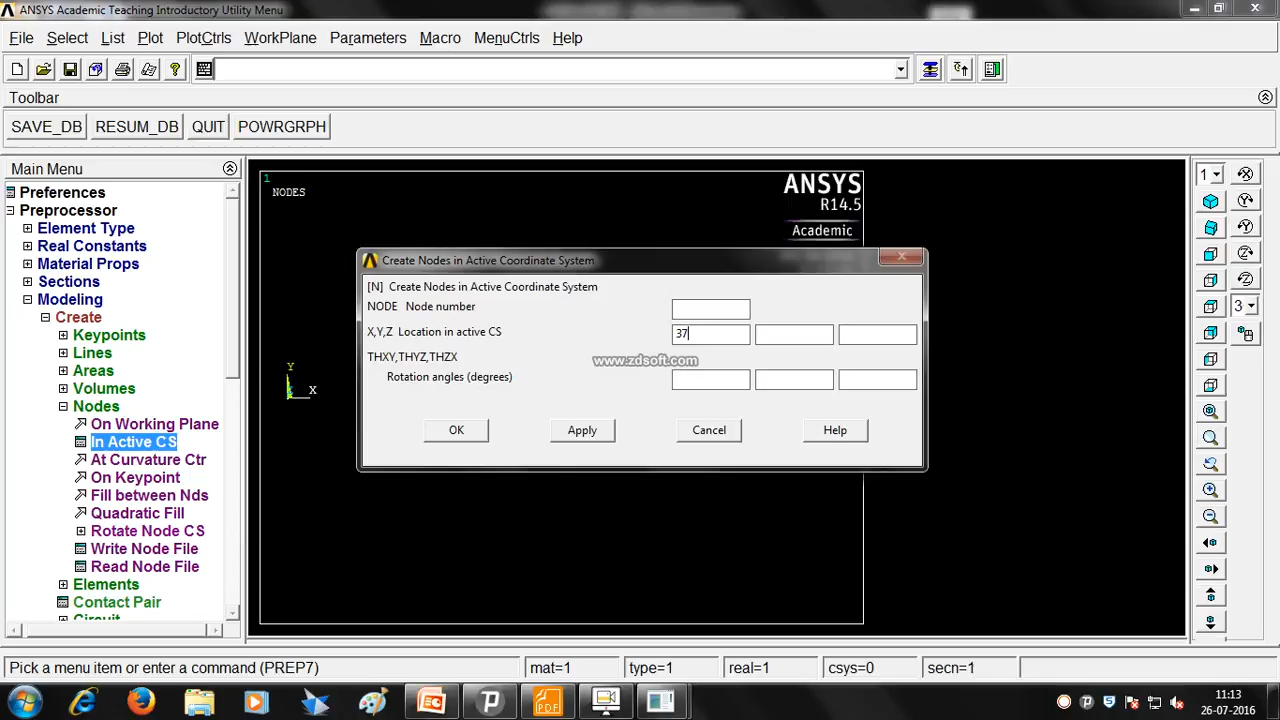 ANSYS Academic Teaching Introductory Utility Menu
File Select List Plot PlotCtrls WorkPlane Parameters Macro MenuCtrls Help
Toolbar
SAVE_DB RESUM_DB QUIT POWRGRPH
Main Menu
Preferences
Preprocessor
Element Type
Real Constants
Material Props
Sections
Modeling
Create
Keypoints
Lines
Areas
Volumes
Nodes
On Working Plane
In Active CS
At Curvature Ctr
On Keypoint
Fill between Nds
Quadratic Fill
Rotate Node CS
Write Node File
Read Node File
Elements
Contact Pair
Circuit
1
NODES
ANSYS
R14.5
Academic
Y
X
Create Nodes in Active Coordinate System
[N] Create Nodes in Active Coordinate System
NODE Node number
X,Y,Z Location in active CS 37
THXY,THYZ,THZX
Rotation angles (degrees)
www.zdsoft.com
OK Apply Cancel Help
1
3
Pick a menu item or enter a command (PREP7) mat=1 type=1 real=1 csys=0 secn=1
11:13
26-07-2016